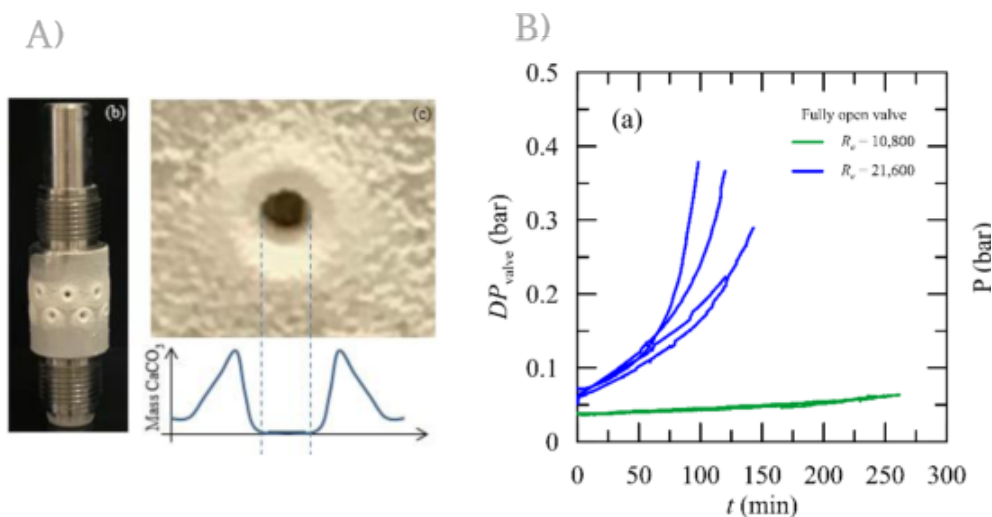 A)
(b)
(c)
Mass CaCO3
B)
(a)
Fully open valve
Re = 10,800
Re = 21,600
0.5
0.4
0.3
0.2
0.1
0
DPvalve (bar)
0 50 100 150 200 250 300
t (min)
P (bar)